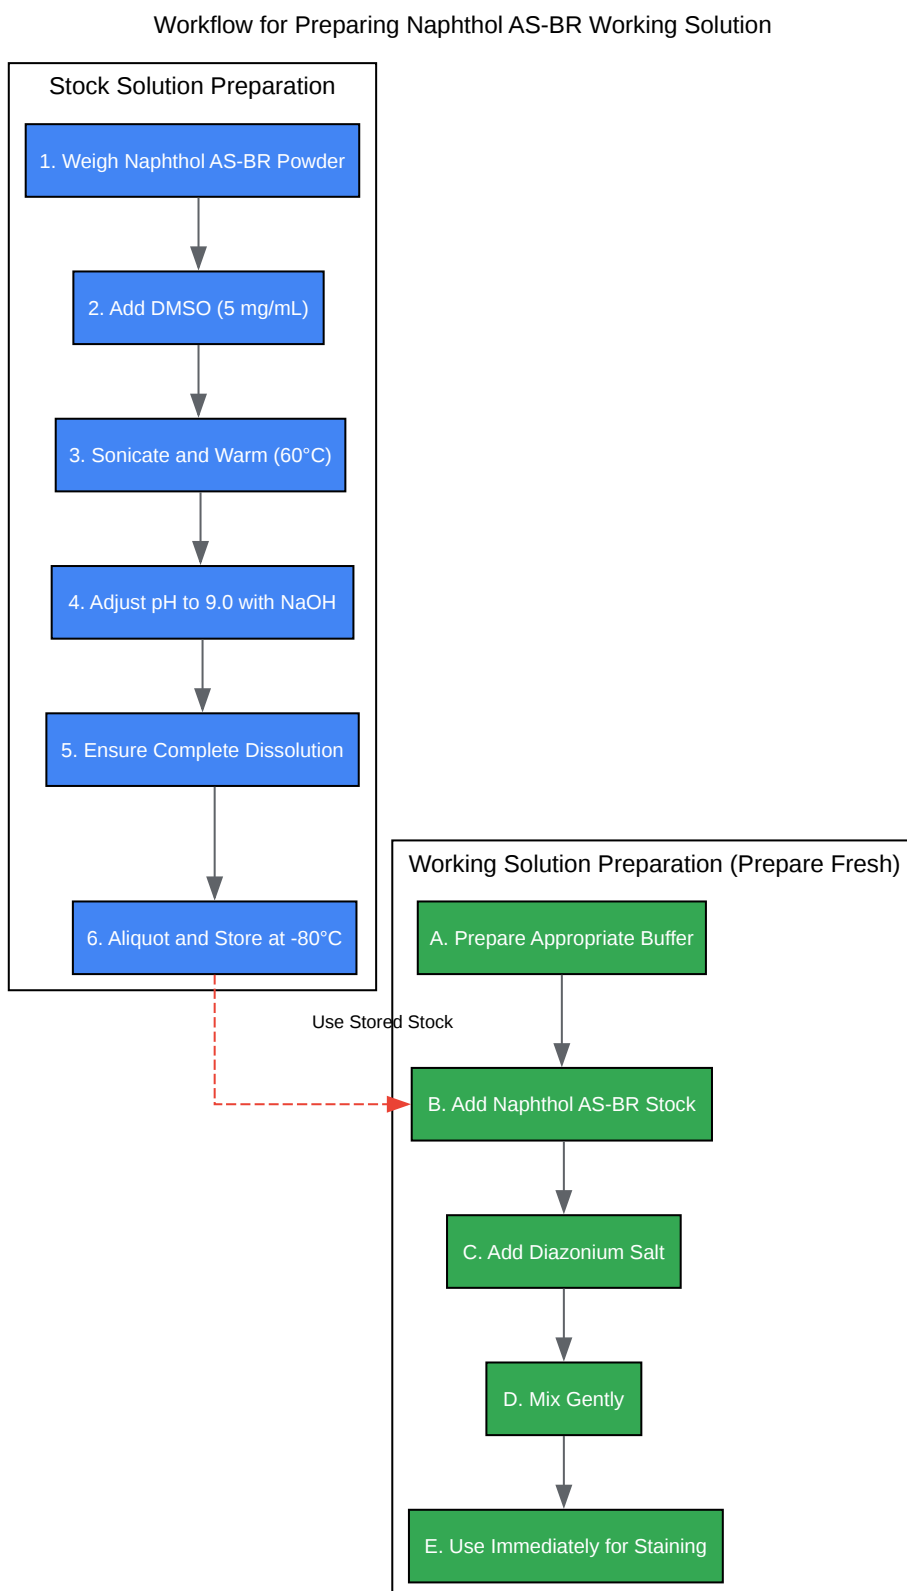 Workflow for Preparing Naphthol AS-BR Working Solution
Stock Solution Preparation
1. Weigh Naphthol AS-BR Powder
2. Add DMSO (5 mg/mL)
3. Sonicate and Warm (60°C)
4. Adjust pH to 9.0 with NaOH
5. Ensure Complete Dissolution
6. Aliquot and Store at -80°C
Use Stored Stock
Working Solution Preparation (Prepare Fresh)
A. Prepare Appropriate Buffer
B. Add Naphthol AS-BR Stock
C. Add Diazonium Salt
D. Mix Gently
E. Use Immediately for Staining